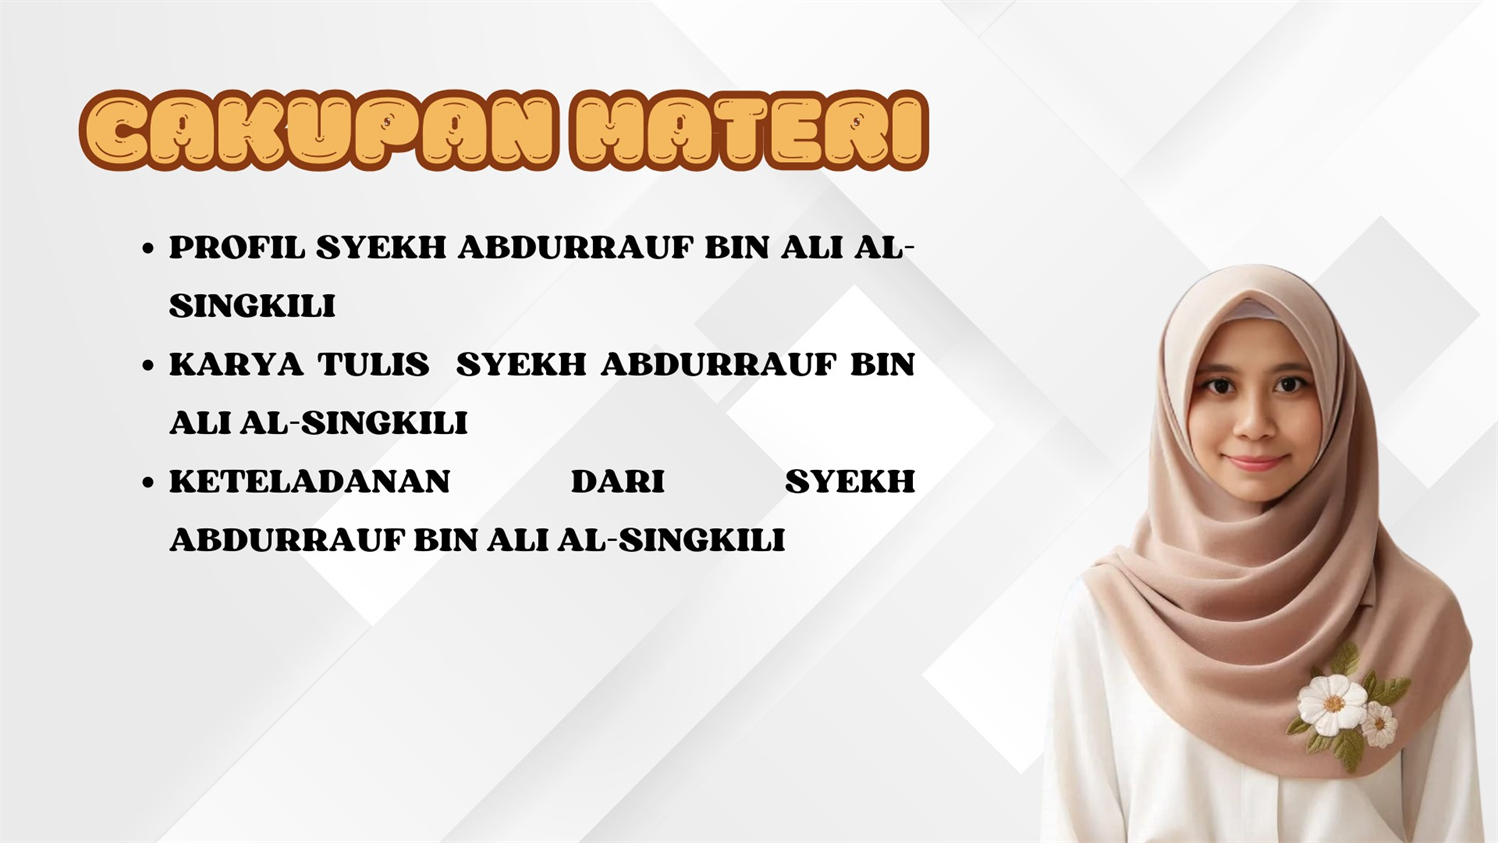 CAKUPAN MATERI
• PROFIL SYEKH ABDURRAUF BIN ALI AL-
SINGKILI
• KARYA TULIS SYEKH ABDURRAUF BIN
ALI AL-SINGKILI
• KETELADANAN DARI SYEKH
ABDURRAUF BIN ALI AL-SINGKILI